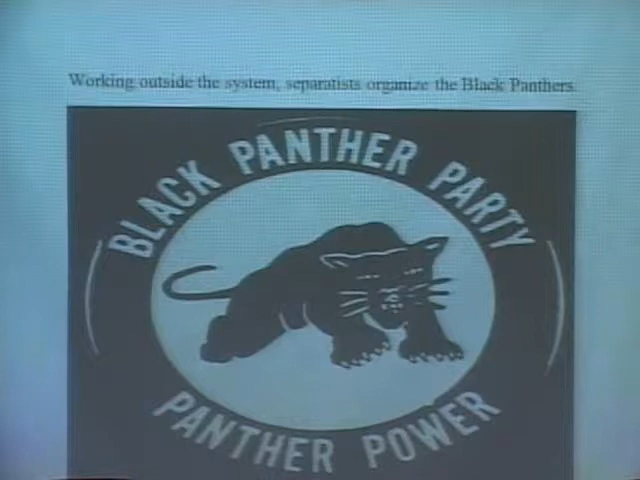 Working outside the system, separatists organize the Black Panthers.
BLACK PANTHER PARTY
PANTHER POWER